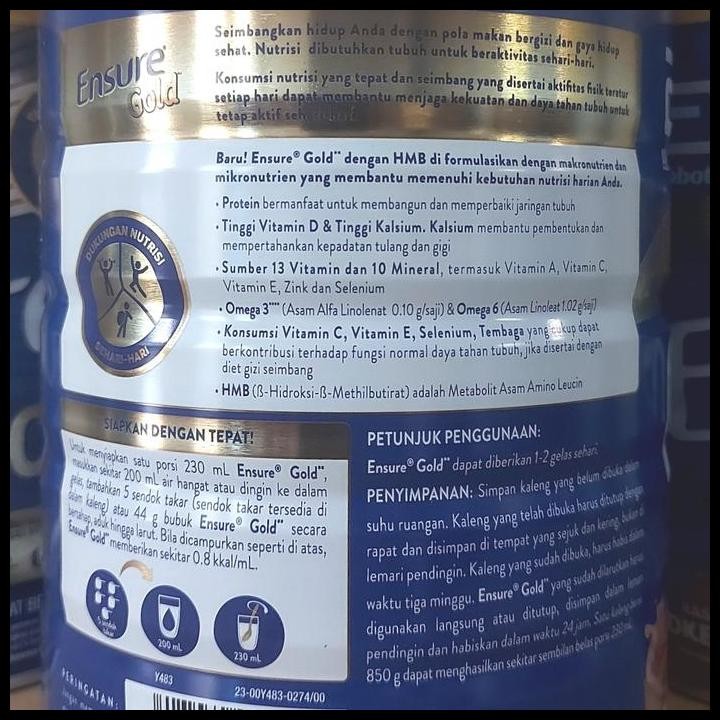 Ensure®
Gold™
Seimbangkan hidup Anda dengan pola makan bergizi dan gaya hidup
sehat. Nutrisi dibutuhkan tubuh untuk beraktivitas sehari-hari.
Konsumsi nutrisi yang tepat dan seimbang yang disertai aktifitas fisik teratur
setiap hari dapat membantu menjaga kekuatan dan daya tahan tubuh untuk
tetap aktif
Baru! Ensure® Gold™ dengan HMB di formulasikan dengan makronutrien dan
mikronutrien yang membantu memenuhi kebutuhan nutrisi harian Anda.
• Protein bermanfaat untuk membangun dan memperbaiki jaringan tubuh
• Tinggi Vitamin D & Tinggi Kalsium. Kalsium membantu pembentukan dan
mempertahankan kepadatan tulang dan gigi
• Sumber 13 Vitamin dan 10 Mineral, termasuk Vitamin A, Vitamin C,
Vitamin E, Zink dan Selenium
• Omega 3**** (Asam Alfa Linolenat 0.10 g/saji) & Omega 6 (Asam Linoleat 1.02 g/saji)
• Konsumsi Vitamin C, Vitamin E, Selenium, Tembaga yang cukup dapat
berkontribusi terhadap fungsi normal daya tahan tubuh, jika disertai dengan
diet gizi seimbang
• HMB (ß-Hidroksi-ß-Methilbutirat) adalah Metabolit Asam Amino Leucin
DUKUNGAN NUTRISI
SEHARI-HARI
SIAPKAN DENGAN TEPAT!
Untuk menyiapkan satu porsi 230 mL Ensure® Gold™,
masukkan sekitar 200 mL air hangat atau dingin ke dalam
gelas, tambahkan 5 sendok takar (sendok takar tersedia di
dalam kaleng) atau 44 g bubuk Ensure® Gold™ secara
bertahap, aduk hingga larut. Bila dicampurkan seperti di atas,
Ensure® Gold™ memberikan sekitar 0.8 kkal/mL.
5 sendok
takar
200 mL
230 mL
PETUNJUK PENGGUNAAN:
Ensure® Gold™ dapat diberikan 1-2 gelas sehari.
PENYIMPANAN: Simpan kaleng yang belum dibuka dalam
suhu ruangan. Kaleng yang telah dibuka harus ditutup dengan
rapat dan disimpan di tempat yang sejuk dan kering, bukan di
lemari pendingin. Kaleng yang sudah dibuka, harus habis dalam
waktu tiga minggu. Ensure® Gold™ yang sudah dilarutkan harus
digunakan langsung atau ditutup, disimpan dalam lemari
pendingin dan habiskan dalam waktu 24 jam. Satu kaleng
850 g dapat menghasilkan sekitar sembilan belas porsi 230 mL.
PERINGATAN:
Y483
23-00Y483-0274/00